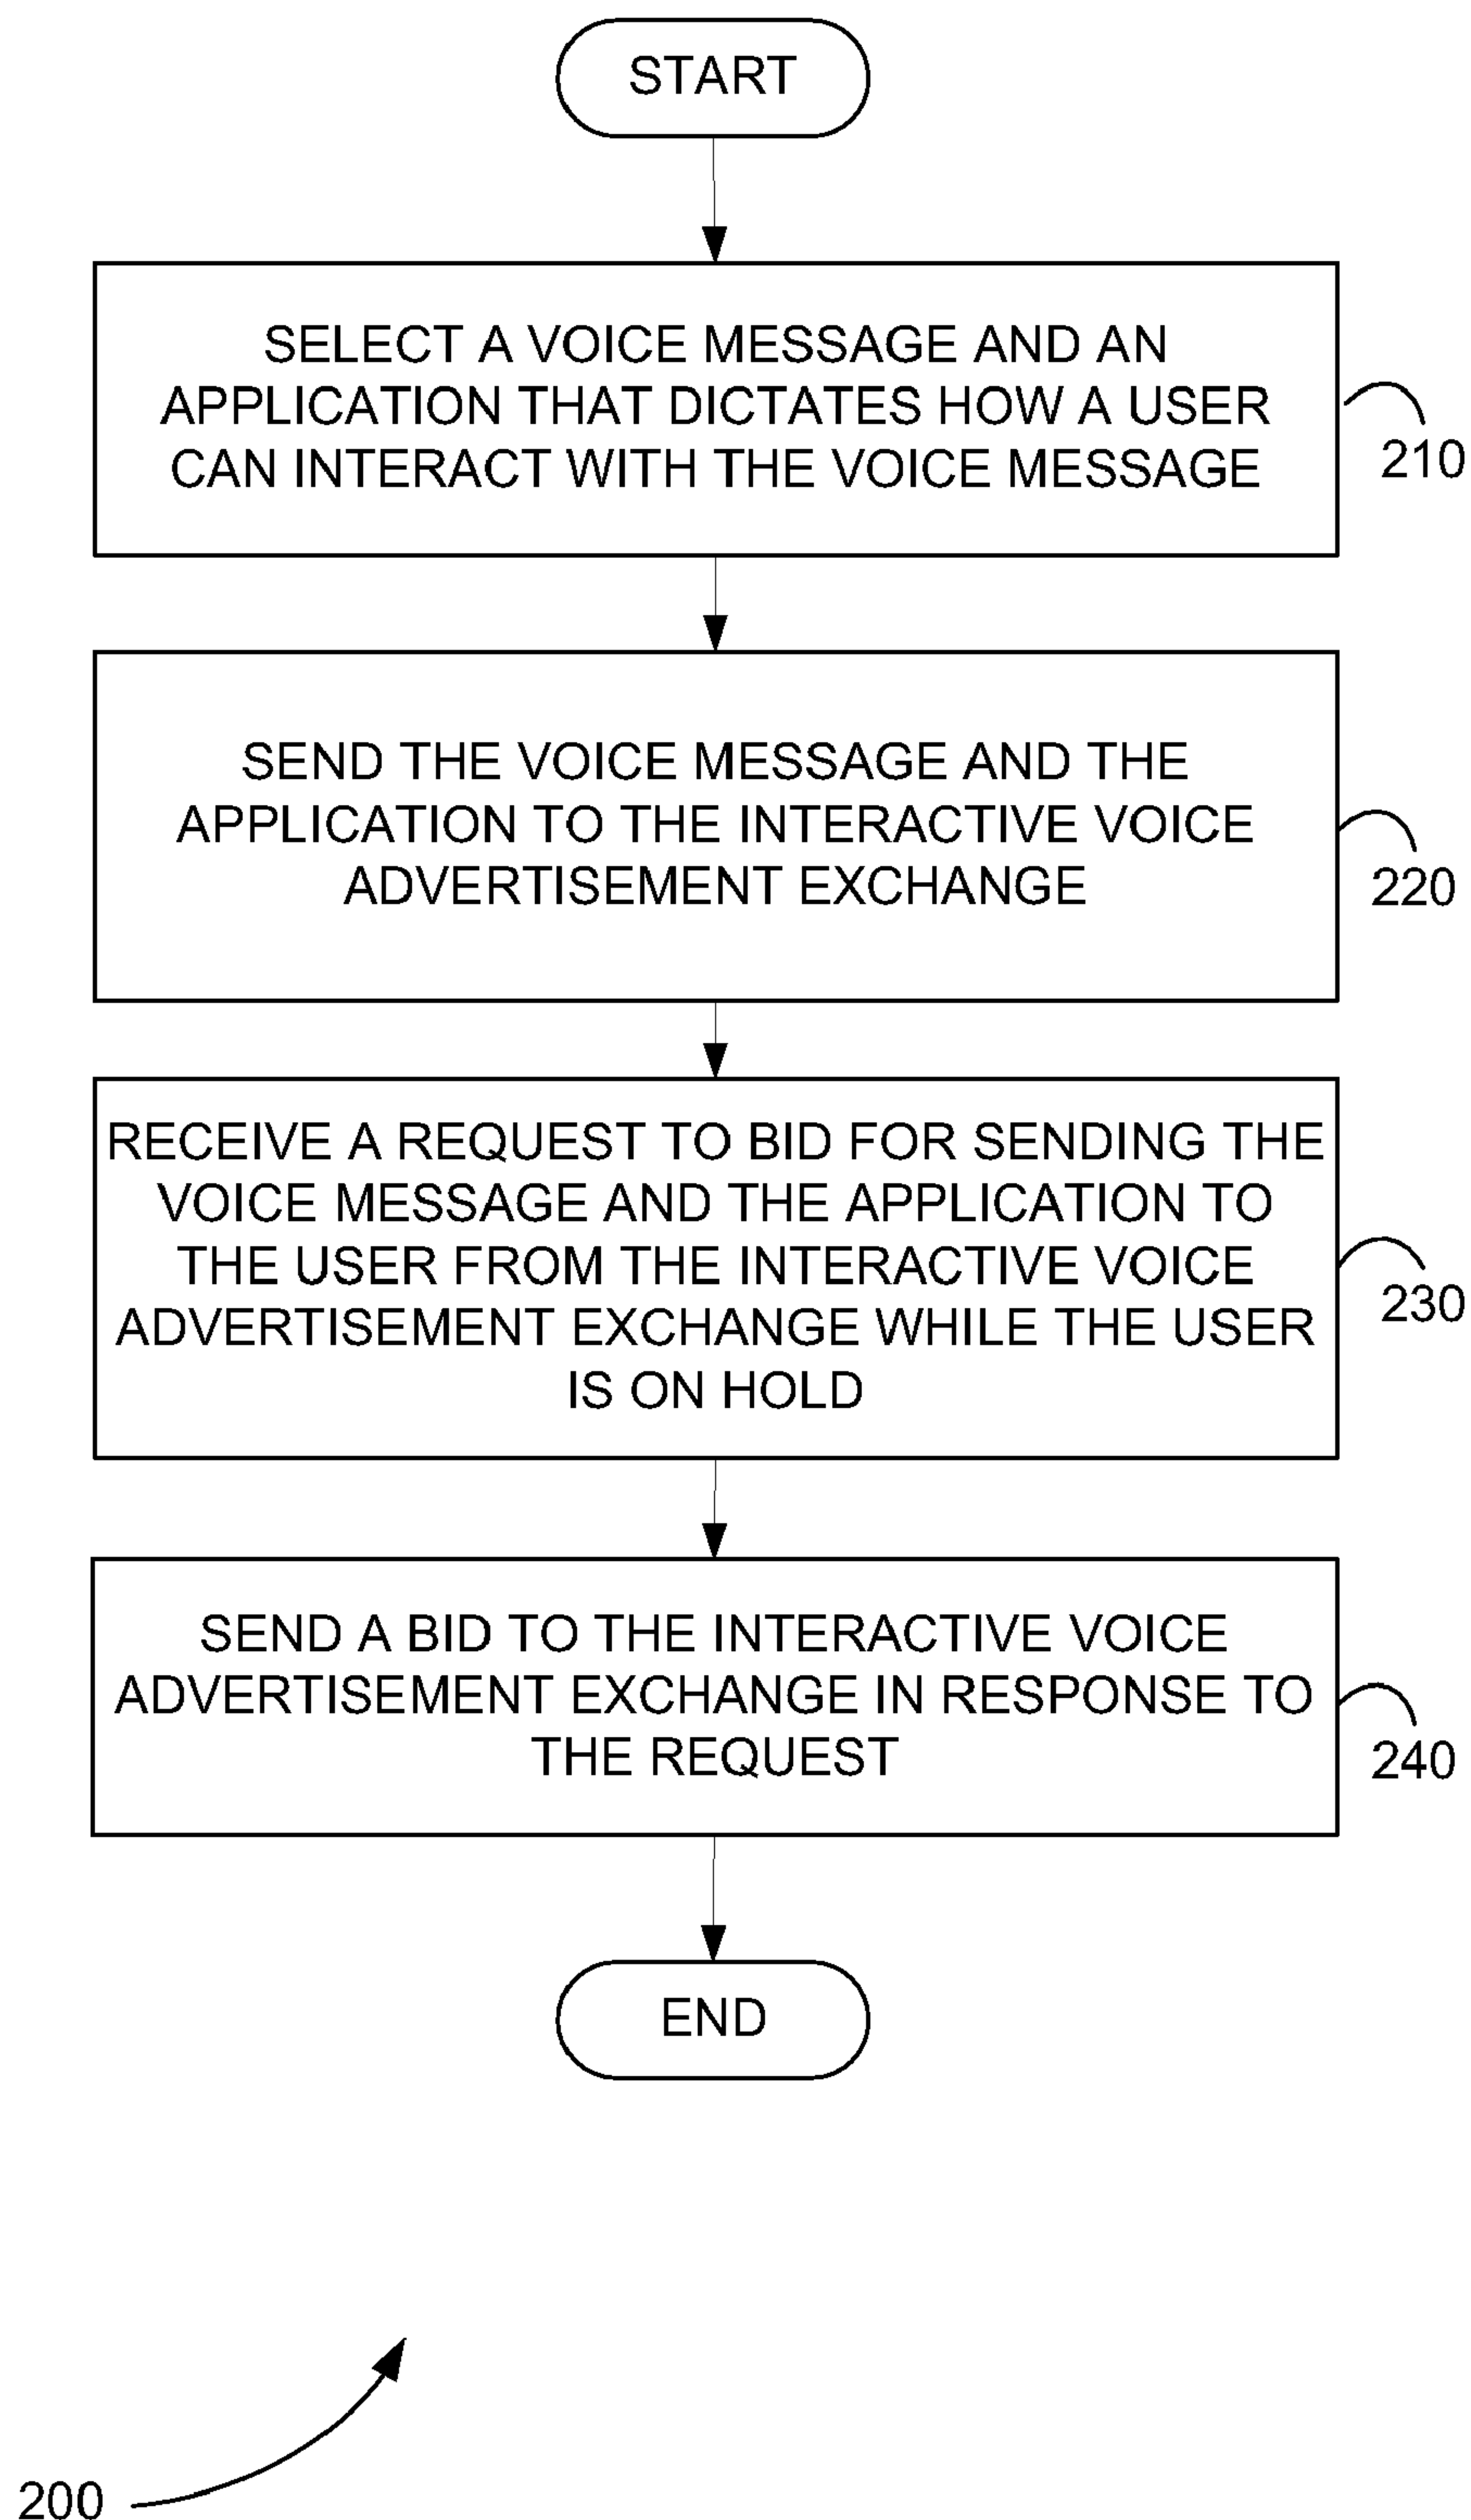 START
SELECT A VOICE MESSAGE AND AN
APPLICATION THAT DICTATES HOW A USER
CAN INTERACT WITH THE VOICE MESSAGE
210
SEND THE VOICE MESSAGE AND THE
APPLICATION TO THE INTERACTIVE VOICE
ADVERTISEMENT EXCHANGE
220
RECEIVE A REQUEST TO BID FOR SENDING THE
VOICE MESSAGE AND THE APPLICATION TO
THE USER FROM THE INTERACTIVE VOICE
ADVERTISEMENT EXCHANGE WHILE THE USER
IS ON HOLD
230
SEND A BID TO THE INTERACTIVE VOICE
ADVERTISEMENT EXCHANGE IN RESPONSE TO
THE REQUEST
240
END
200